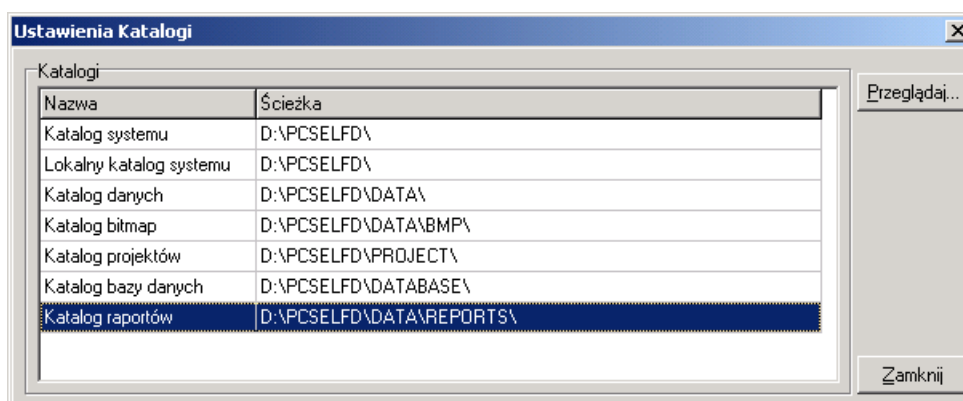 Ustawienia Katalogi
Katalogi
Nazwa Ścieżka
Katalog systemu D:\PCSELFD\
Lokalny katalog systemu D:\PCSELFD\
Katalog danych D:\PCSELFD\DATA\
Katalog bitmap D:\PCSELFD\DATA\BMP\
Katalog projektów D:\PCSELFD\PROJECT\
Katalog bazy danych D:\PCSELFD\DATABASE\
Katalog raportów D:\PCSELFD\DATA\REPORTS\
Przeglądaj...
Zamknij